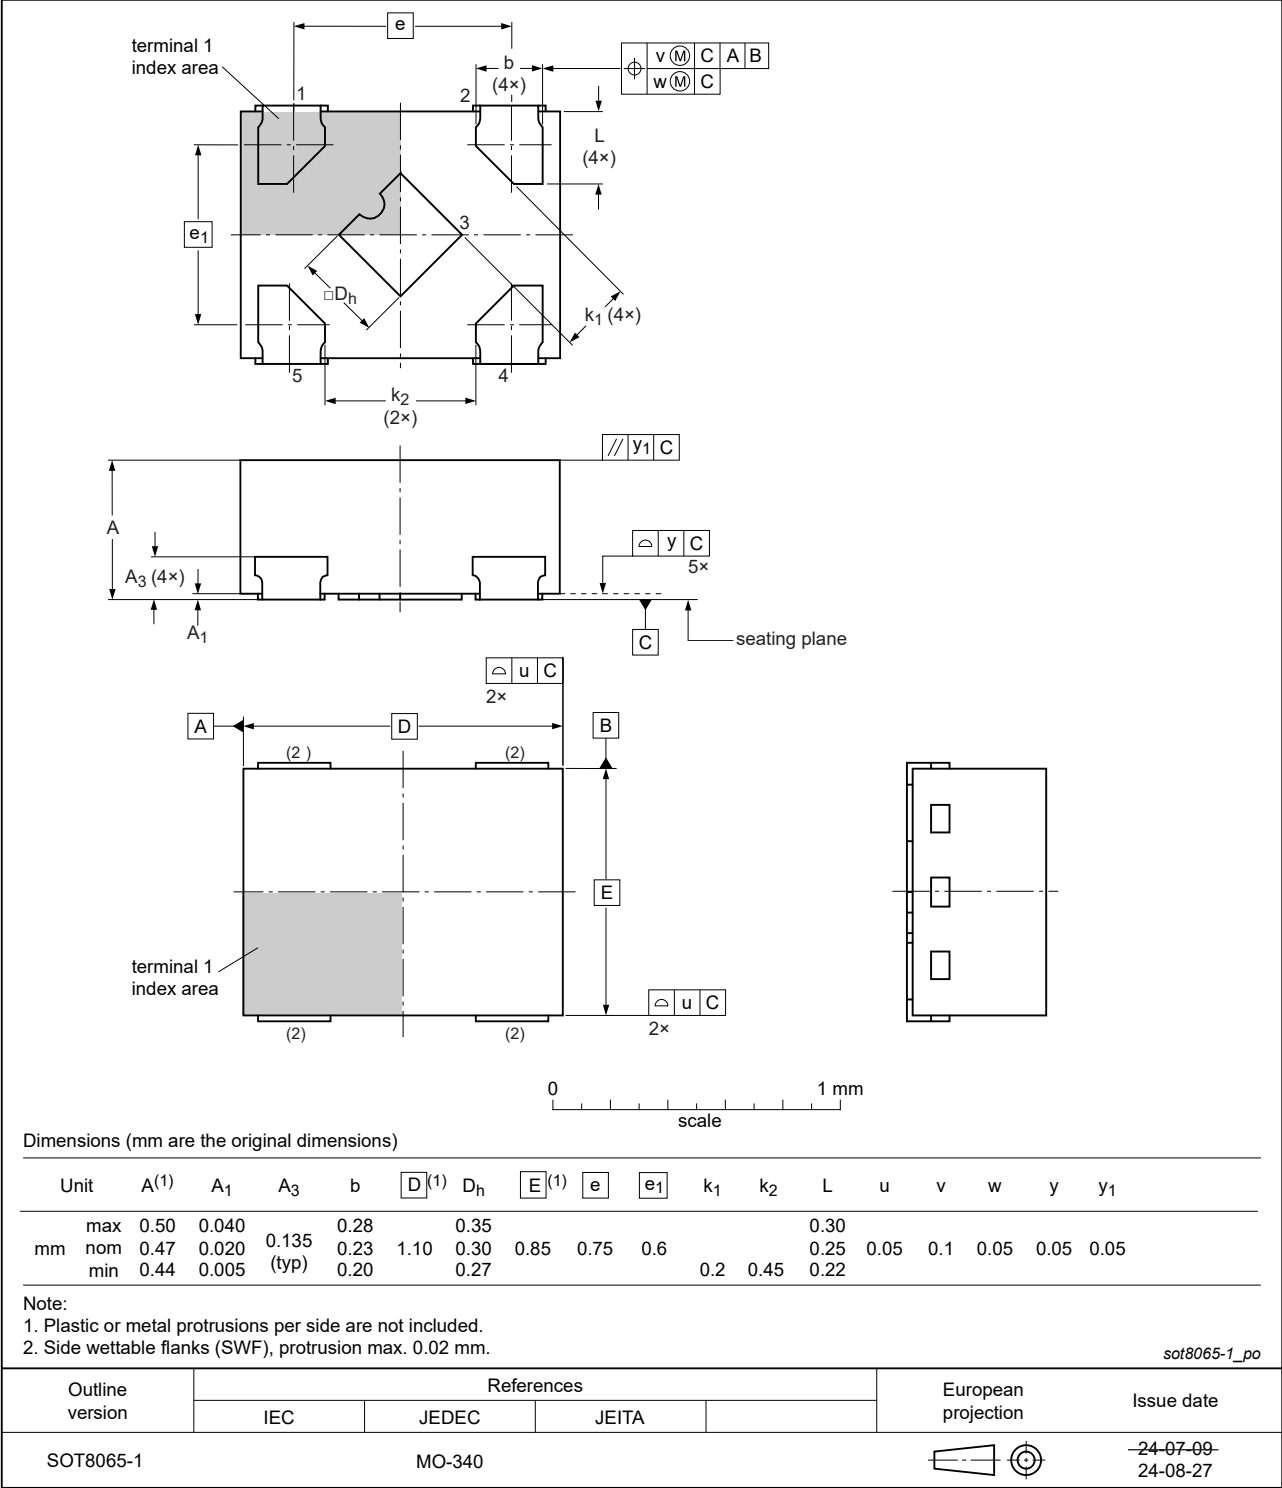 e
terminal 1
index area
b
(4×)
v Ⓜ C A B
w Ⓜ C
1
2
L
(4×)
3
e1
□Dh
k1 (4×)
5
4
k2
(2×)
// y1 C
A
y C
5×
A3 (4×)
A1
C
seating plane
u C
2×
A
D
B
(2 )
(2)
E
terminal 1
index area
(2)
(2)
u C
2×
0
1 mm
scale
Dimensions (mm are the original dimensions)
Unit A(1) A1 A3 b D(1) Dh E(1) e e1 k1 k2 L u v w y y1
max 0.50 0.040 0.28 0.35 0.30
mm nom 0.47 0.020 0.135 (typ) 0.23 1.10 0.30 0.85 0.75 0.6 0.25 0.05 0.1 0.05 0.05 0.05
min 0.44 0.005 0.20 0.27 0.2 0.45 0.22
Note:
1. Plastic or metal protrusions per side are not included.
2. Side wettable flanks (SWF), protrusion max. 0.02 mm.
sot8065-1_po
Outline
version
References
European
projection
Issue date
IEC JEDEC JEITA
SOT8065-1 MO-340
24-07-09
24-08-27